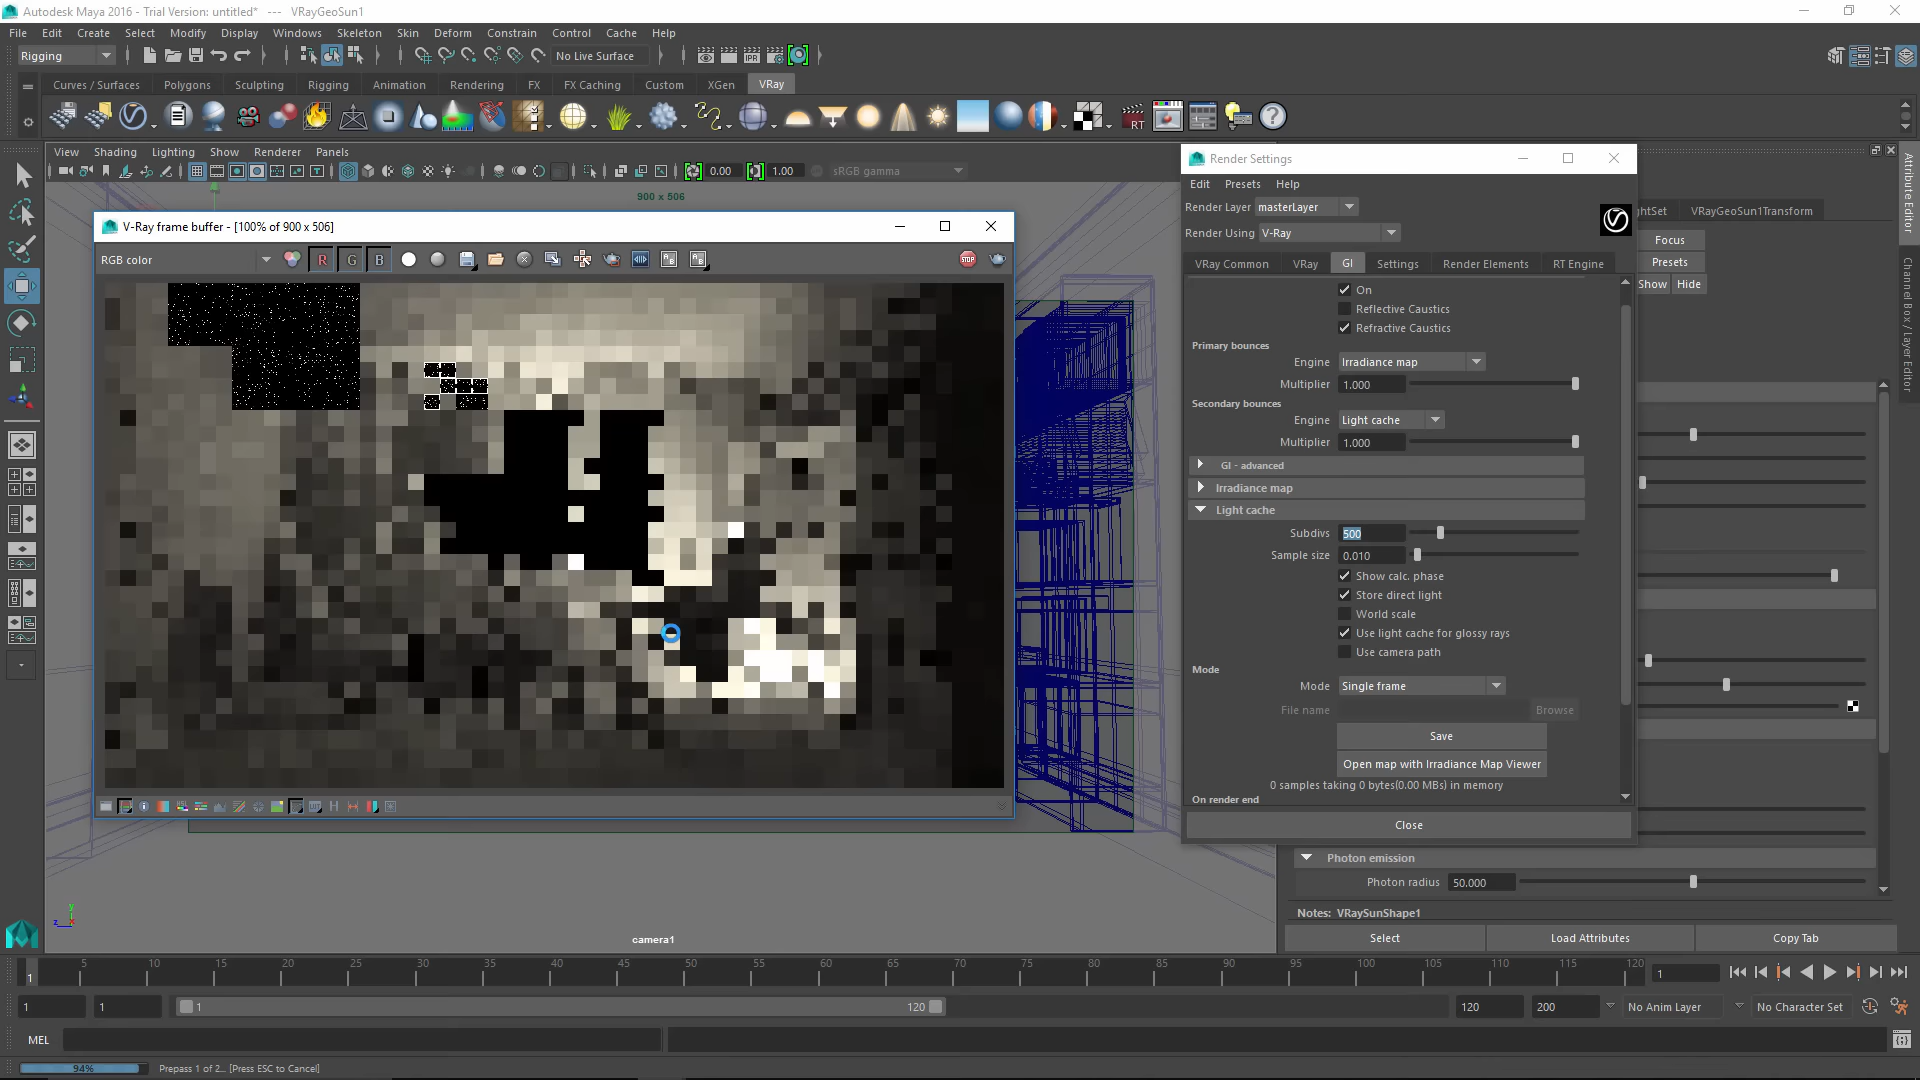 Autodesk Maya 2016 - Trial Version: untitled* --- VRayGeoSun1
File Edit Create Select Modify Display Windows Skeleton Skin Deform Constrain Control Cache Help
Rigging No Live Surface IPR
Curves / Surfaces Polygons Sculpting Rigging Animation Rendering FX FX Caching Custom XGen VRay
RT
View Shading Lighting Show Renderer Panels
0.00 1.00 sRGB gamma
900 x 506
V-Ray frame buffer - [100% of 900 x 506]
RGB color R G B STOP
Render Settings
Edit Presets Help
Render Layer masterLayer
Render Using V-Ray
VRay Common VRay GI Settings Render Elements RT Engine
On
Reflective Caustics
Refractive Caustics
Primary bounces
Engine Irradiance map
Multiplier 1.000
Secondary bounces
Engine Light cache
Multiplier 1.000
GI - advanced
Irradiance map
Light cache
Subdivs 500
Sample size 0.010
Show calc. phase
Store direct light
World scale
Use light cache for glossy rays
Use camera path
Mode
Mode Single frame
File name Browse
Save
Open map with Irradiance Map Viewer
0 samples taking 0 bytes(0.00 MBs) in memory
On render end
Close
ghtSet VRayGeoSun1Transform
Focus
Presets
Show Hide
Attribute Editor
Channel Box / Layer Editor
Photon emission
Photon radius 50.000
Notes: VRaySunShape1
Select Load Attributes Copy Tab
camera1
5 10 15 20 25 30 35 40 45 50 55 60 65 70 75 80 85 90 95 100 105 110 115 120
1 1
1 1 1 120 120 200 No Anim Layer No Character Set
MEL
94% Prepass 1 of 2... [Press ESC to Cancel]